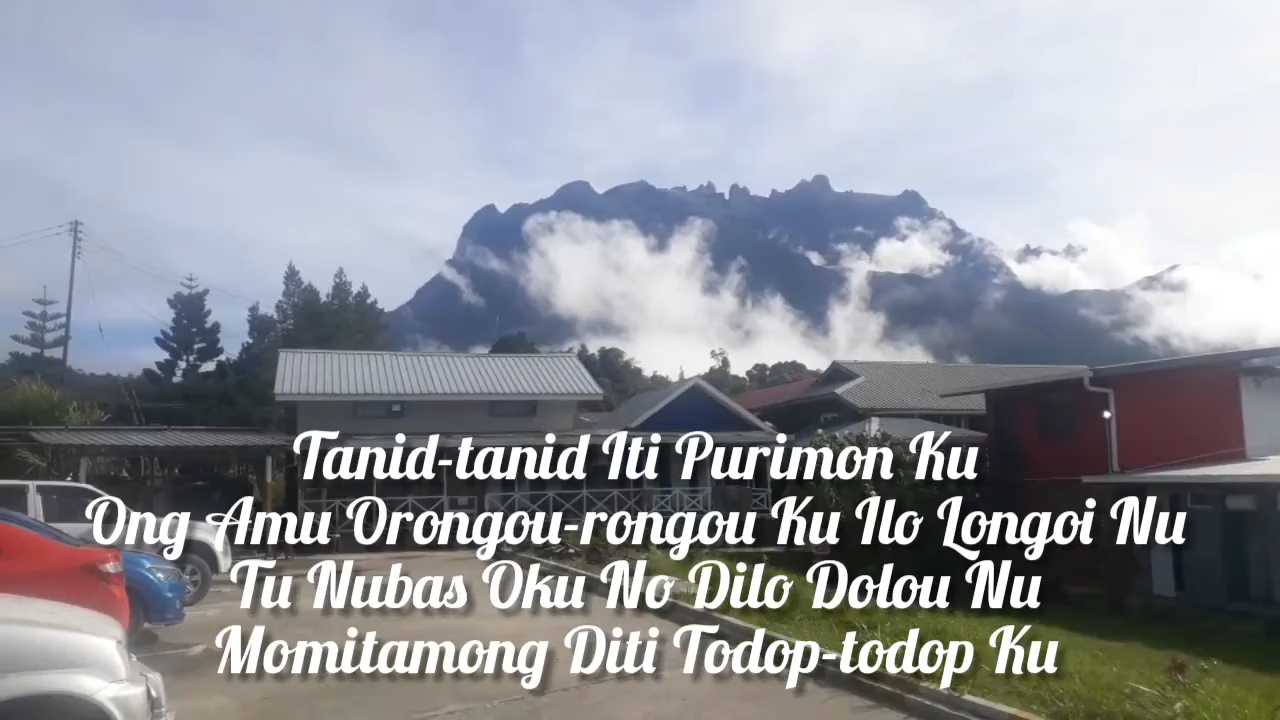 Tanid-tanid Iti Purimon Ku
Ong Amu Orongou-rongou Ku Ilo Longoi Nu
Tu Nubas Oku No Dilo Dolou Nu
Momitamong Diti Todop-todop Ku